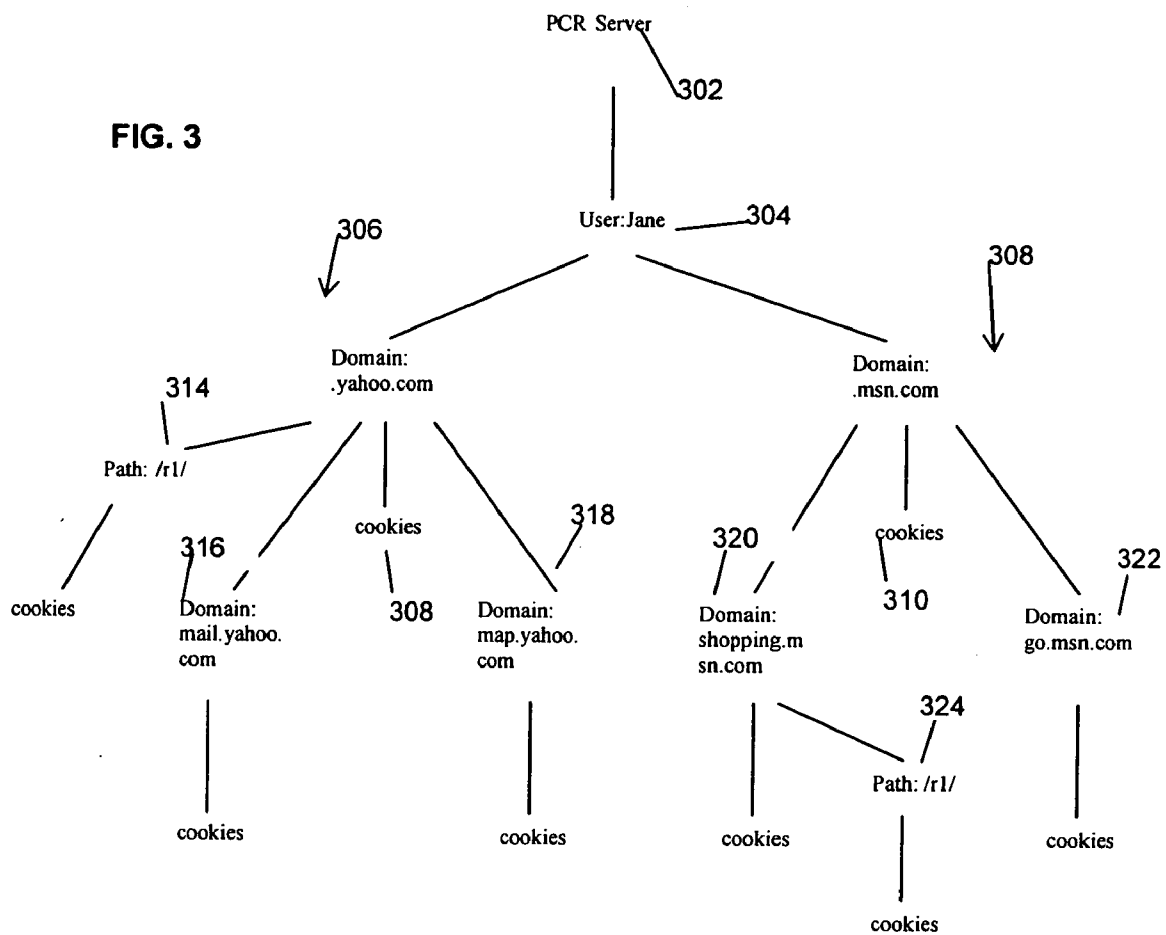 PCR Server
302
FIG. 3
User:Jane
304
306
308
Domain:
.yahoo.com
Domain:
.msn.com
314
Path: /r1/
cookies
318
cookies
320
322
316
308
310
cookies
Domain:
mail.yahoo.
com
Domain:
map.yahoo.
com
Domain:
shopping.m
sn.com
Domain:
go.msn.com
324
Path: /r1/
cookies
cookies
cookies
cookies
cookies